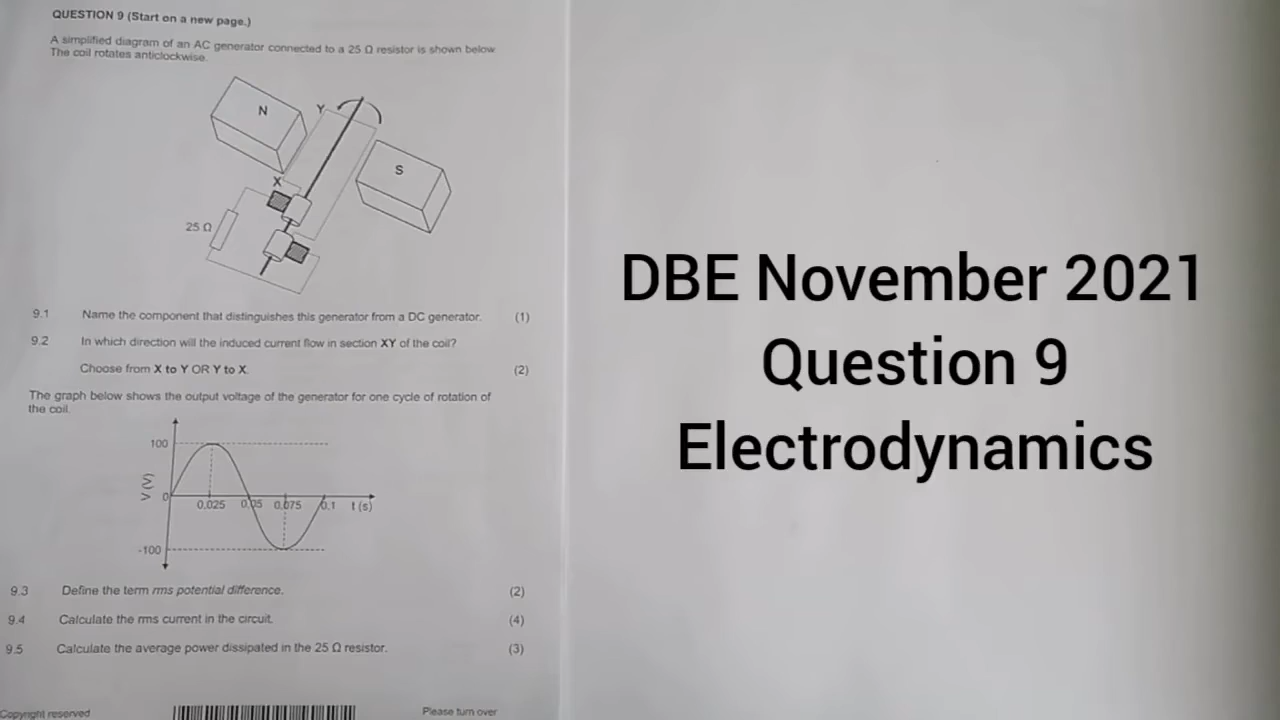 QUESTION 9 (Start on a new page.)
A simplified diagram of an AC generator connected to a 25 Ω resistor is shown below
The coil rotates anticlockwise.
N
Y
S
X
25 Ω
9.1 Name the component that distinguishes this generator from a DC generator. (1)
9.2 In which direction will the induced current flow in section XY of the coil?
Choose from X to Y OR Y to X. (2)
The graph below shows the output voltage of the generator for one cycle of rotation of
the coil.
100
V (V)
0
0,025 0,05 0,075 0,1 t (s)
-100
9.3 Define the term rms potential difference. (2)
9.4 Calculate the rms current in the circuit. (4)
9.5 Calculate the average power dissipated in the 25 Ω resistor. (3)
Copyright reserved
Please turn over
DBE November 2021
Question 9
Electrodynamics